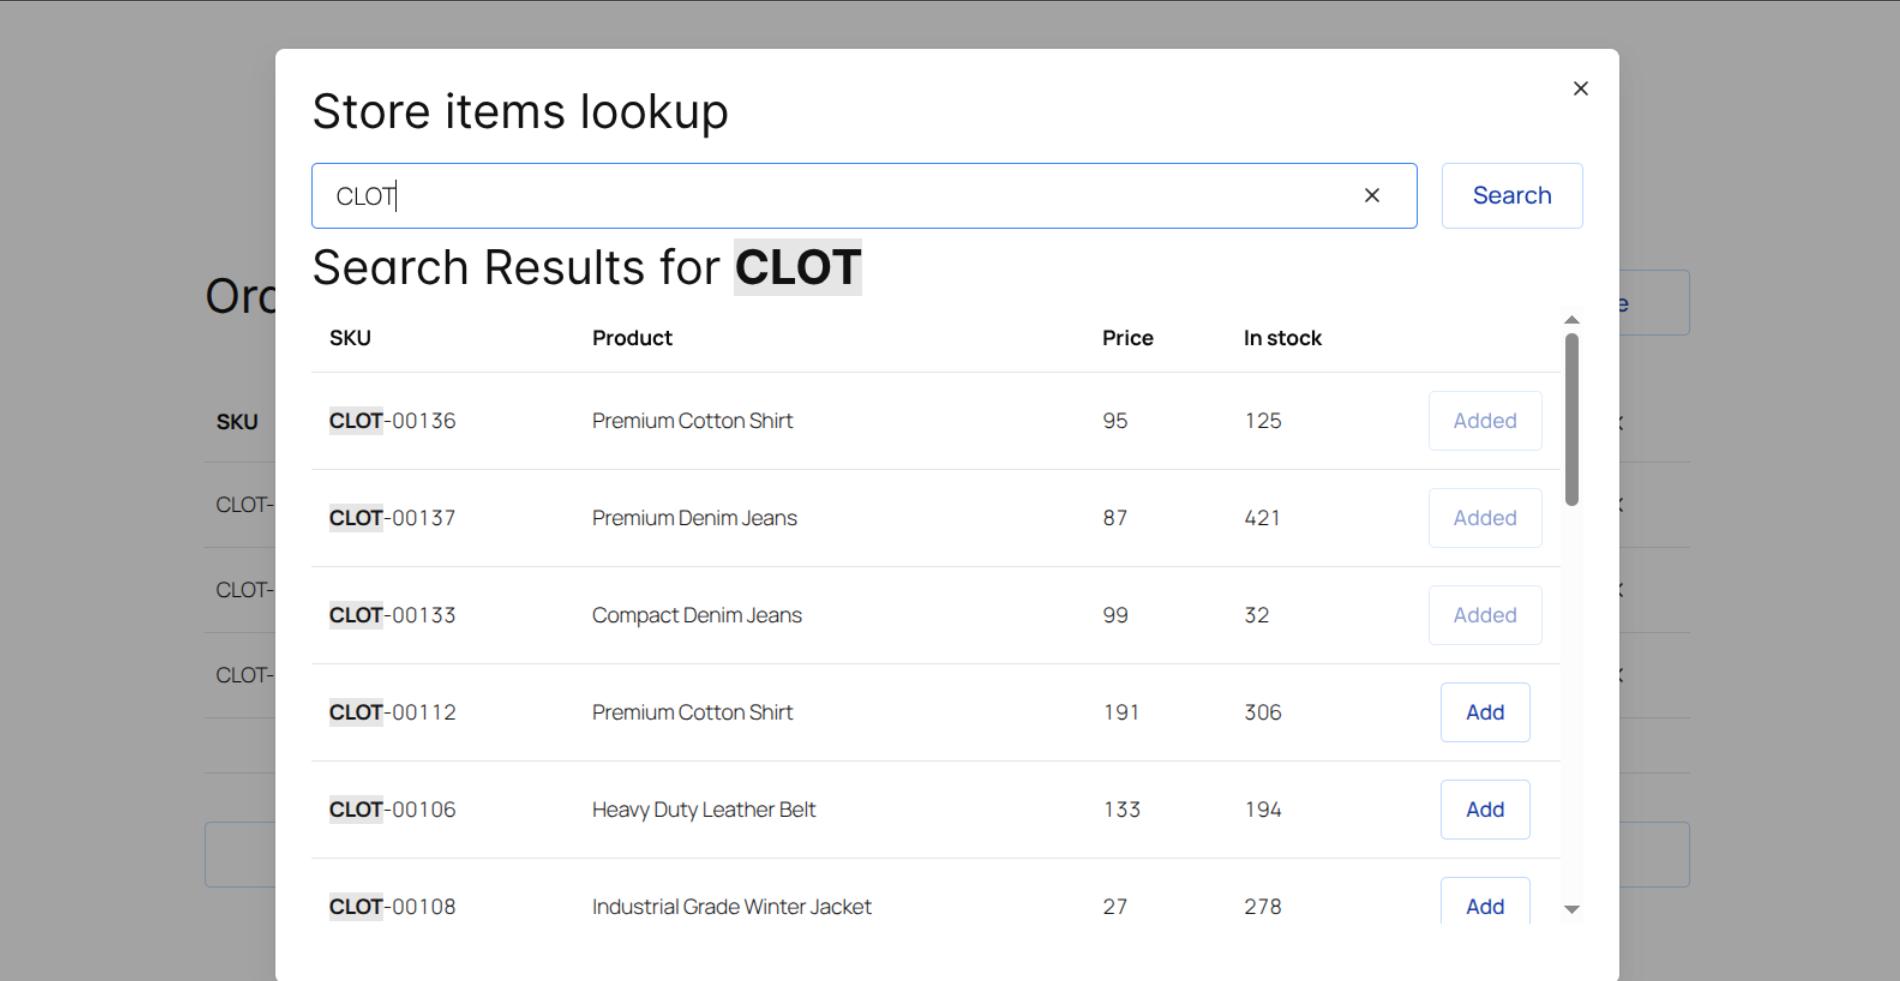 Store items lookup
CLOT
Search
Search Results for CLOT
SKU Product Price In stock
CLOT-00136 Premium Cotton Shirt 95 125 Added
CLOT-00137 Premium Denim Jeans 87 421 Added
CLOT-00133 Compact Denim Jeans 99 32 Added
CLOT-00112 Premium Cotton Shirt 191 306 Add
CLOT-00106 Heavy Duty Leather Belt 133 194 Add
CLOT-00108 Industrial Grade Winter Jacket 27 278 Add
SKU
CLOT-
CLOT-
CLOT-